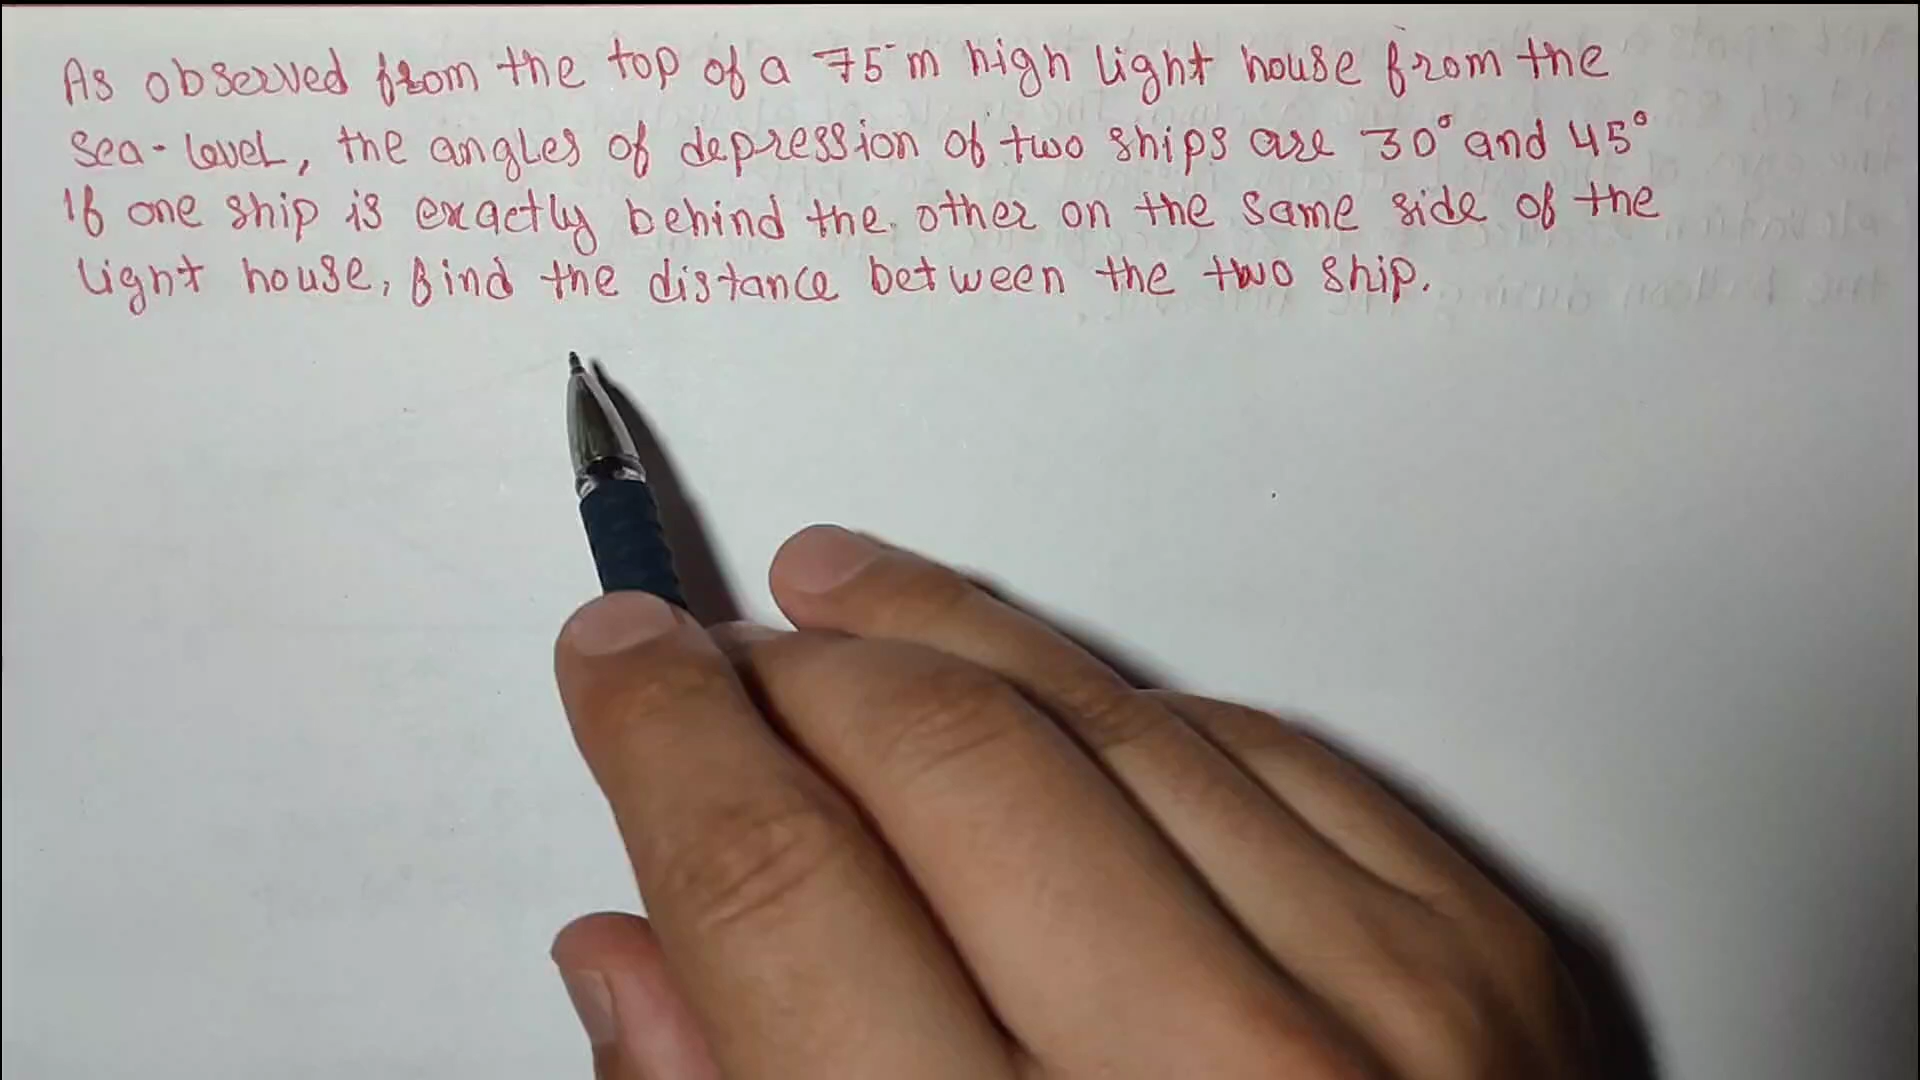 As observed from the top of a 75 m high light house from the
sea-level, the angles of depression of two ships are 30° and 45°
If one ship is exactly behind the other on the same side of the
light house, find the distance between the two ship.